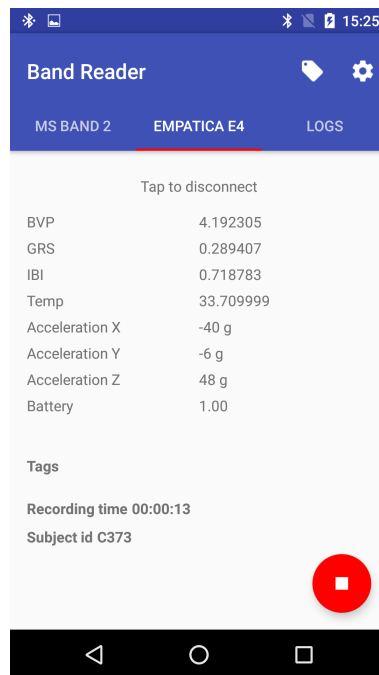 15:25
Band Reader
MS BAND 2 EMPATICA E4 LOGS
Tap to disconnect
BVP 4.192305
GRS 0.289407
IBI 0.718783
Temp 33.709999
Acceleration X -40 g
Acceleration Y -6 g
Acceleration Z 48 g
Battery 1.00
Tags
Recording time 00:00:13
Subject id C373